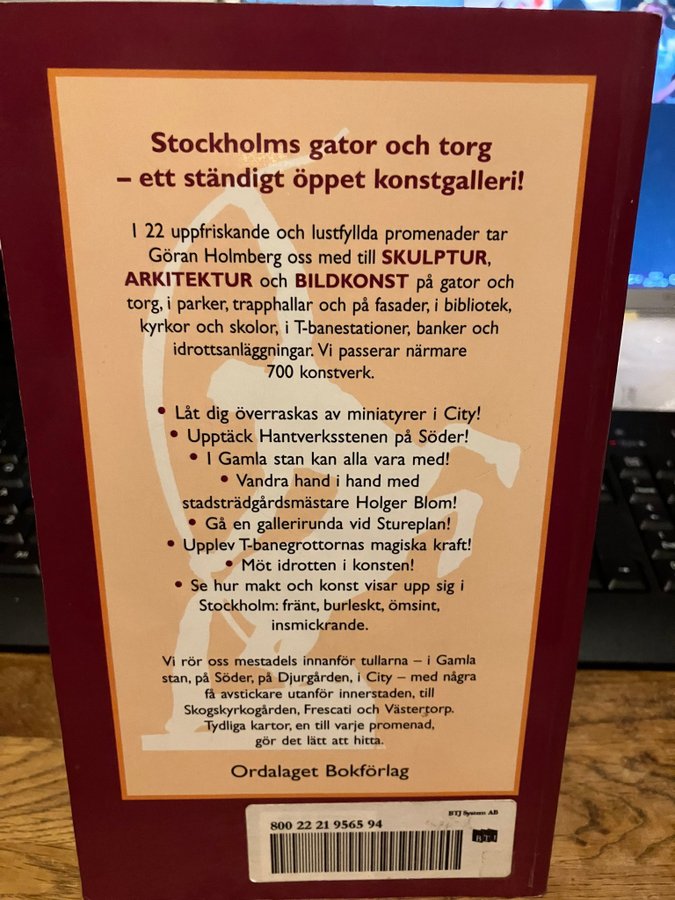 Stockholms gator och torg
– ett ständigt öppet konstgalleri!
I 22 uppfriskande och lustfyllda promenader tar
Göran Holmberg oss med till SKULPTUR,
ARKITEKTUR och BILDKONST på gator och
torg, i parker, trapphallar och på fasader, i bibliotek,
kyrkor och skolor, i T-banestationer, banker och
idrottsanläggningar. Vi passerar närmare
700 konstverk.
• Låt dig överraskas av miniatyrer i City!
• Upptäck Hantverksstenen på Söder!
• I Gamla stan kan alla vara med!
• Vandra hand i hand med
stadsträdgårdsmästare Holger Blom!
• Gå en gallerirunda vid Stureplan!
• Upplev T-banegrottornas magiska kraft!
• Möt idrotten i konsten!
• Se hur makt och konst visar upp sig i
Stockholm: fränt, burleskt, ömsint,
insmickrande.
Vi rör oss mestadels innanför tullarna – i Gamla
stan, på Söder, på Djurgården, i City – med några
få avstickare utanför innerstaden, till
Skogskyrkogården, Frescati och Västertorp.
Tydliga kartor, en till varje promenad,
gör det lätt att hitta.
Ordalaget Bokförlag
BTJ System AB
800 22 21 9565 94
BTJ